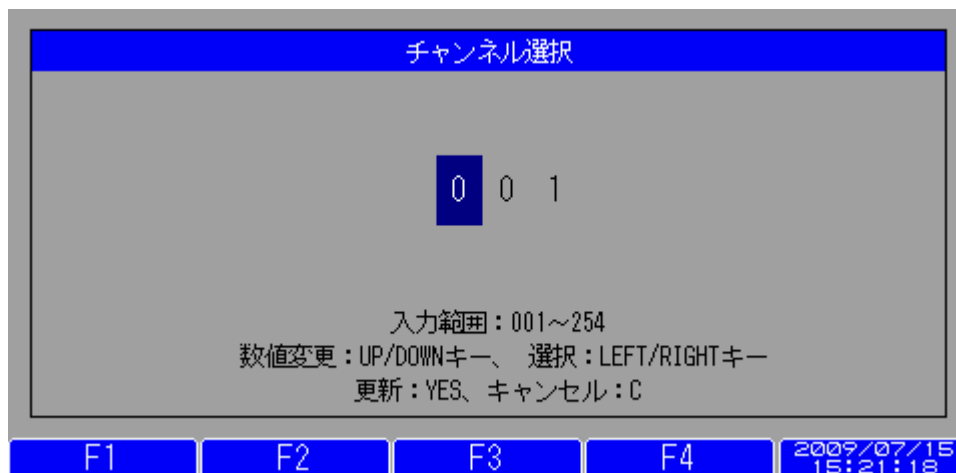 チャンネル選択
0 0 1
入力範囲：001～254
数値変更：UP/DOWNキー、 選択：LEFT/RIGHTキー
更新：YES、キャンセル：C
F1 F2 F3 F4 2009/07/15
15:21:18